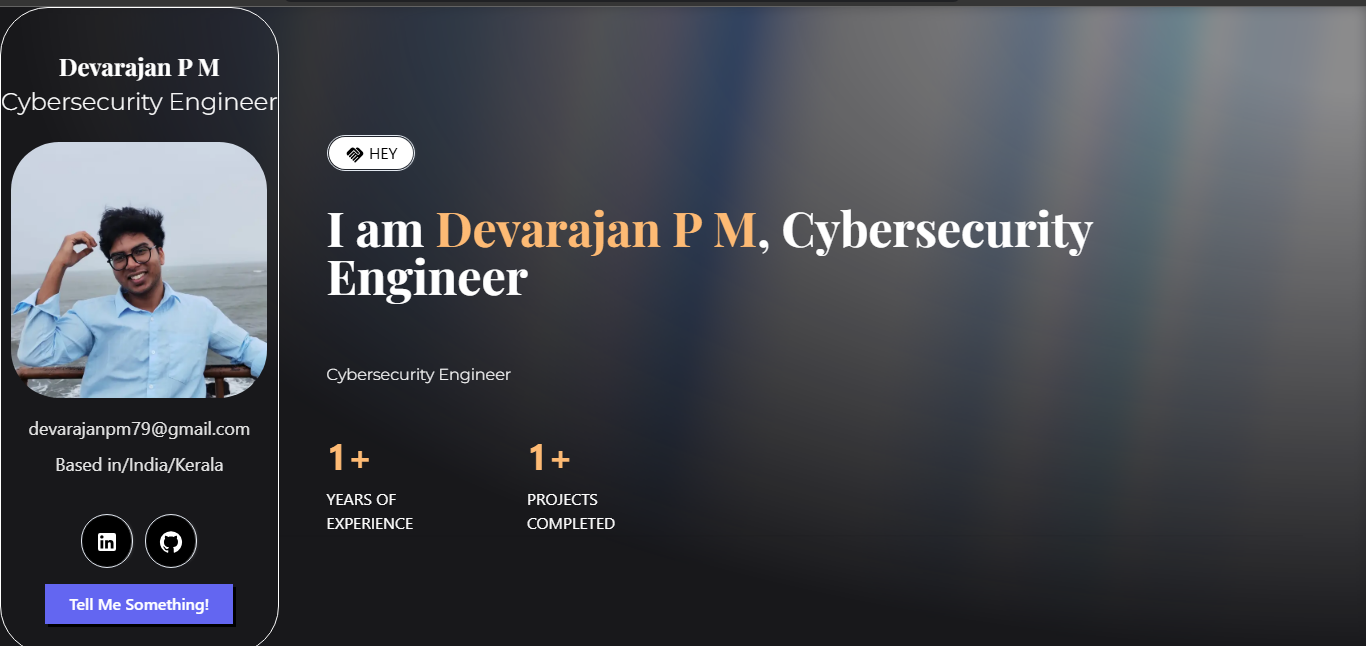 Devarajan P M
Cybersecurity Engineer
devarajanpm79@gmail.com
Based in/India/Kerala
in
Tell Me Something!
HEY
I am Devarajan P M, Cybersecurity
Engineer
Cybersecurity Engineer
1+
YEARS OF
EXPERIENCE
1+
PROJECTS
COMPLETED